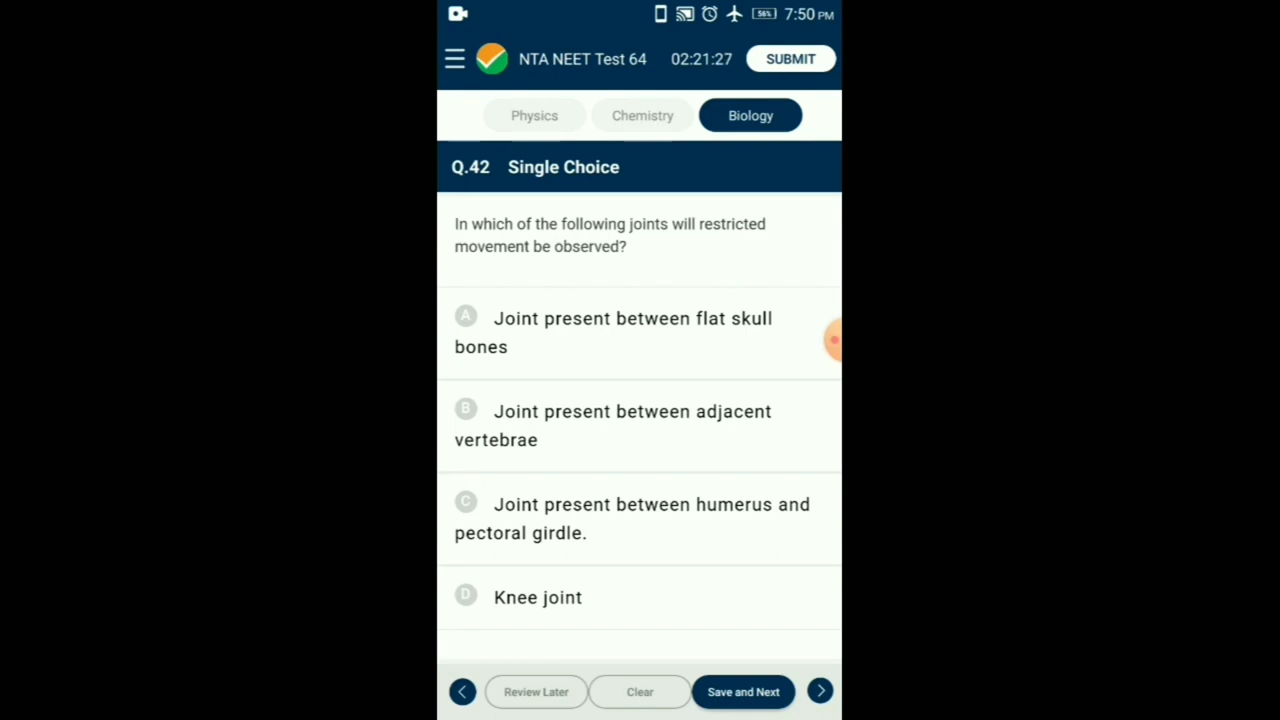 56% 7:50 PM
NTA NEET Test 64 02:21:27 SUBMIT
Physics Chemistry Biology
Q.42 Single Choice
In which of the following joints will restricted
movement be observed?
A Joint present between flat skull
bones
B Joint present between adjacent
vertebrae
C Joint present between humerus and
pectoral girdle.
D Knee joint
Review Later Clear Save and Next